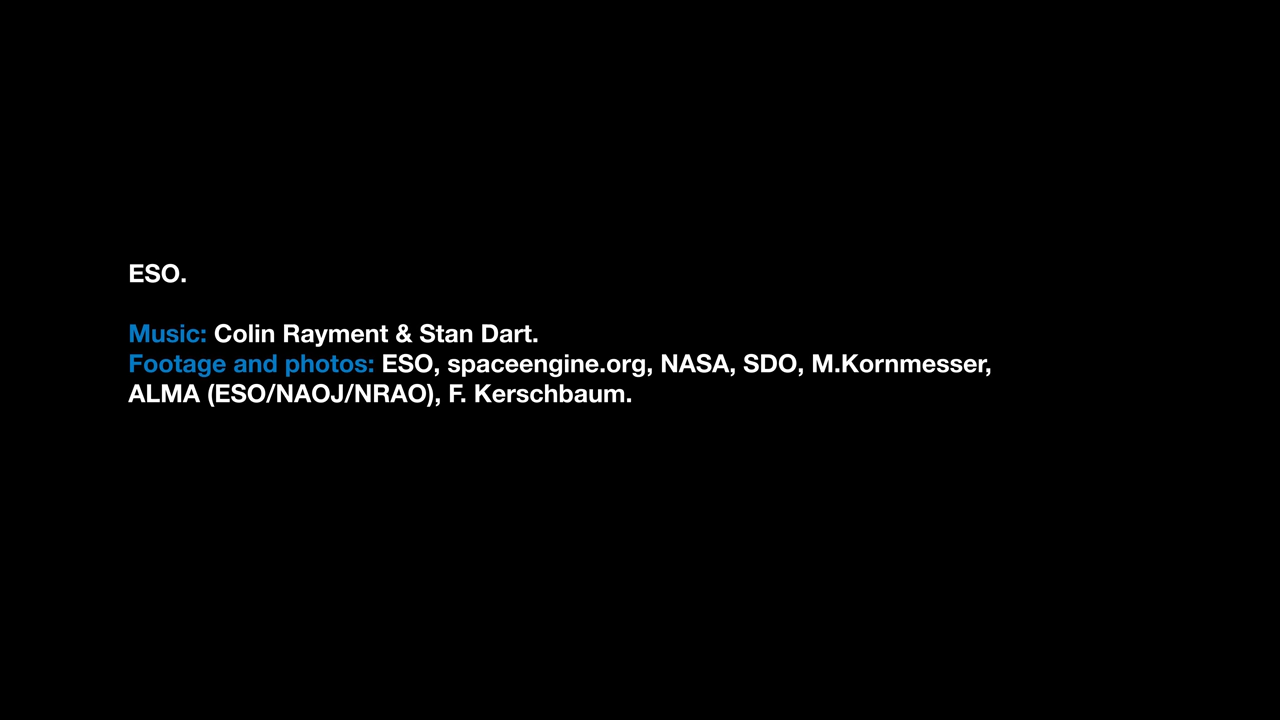 ESO.
Music: Colin Rayment & Stan Dart.
Footage and photos: ESO, spaceengine.org, NASA, SDO, M.Kornmesser,
ALMA (ESO/NAOJ/NRAO), F. Kerschbaum.